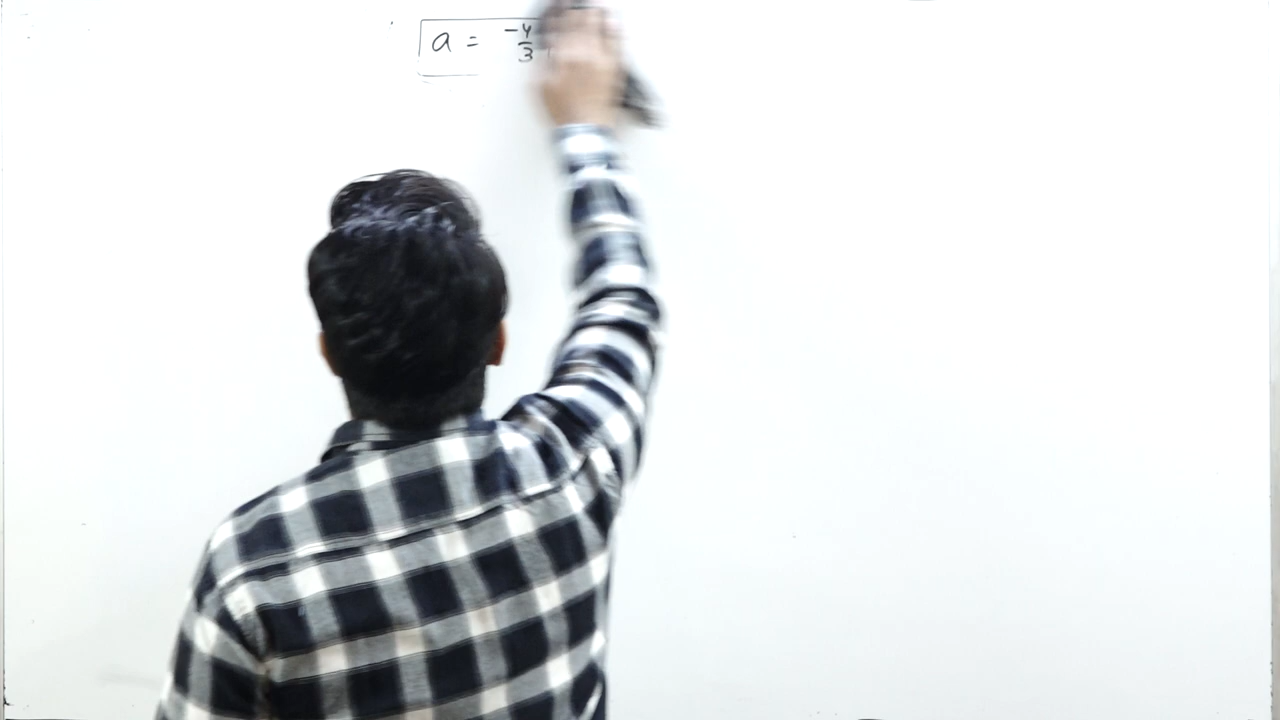 a = -4/3